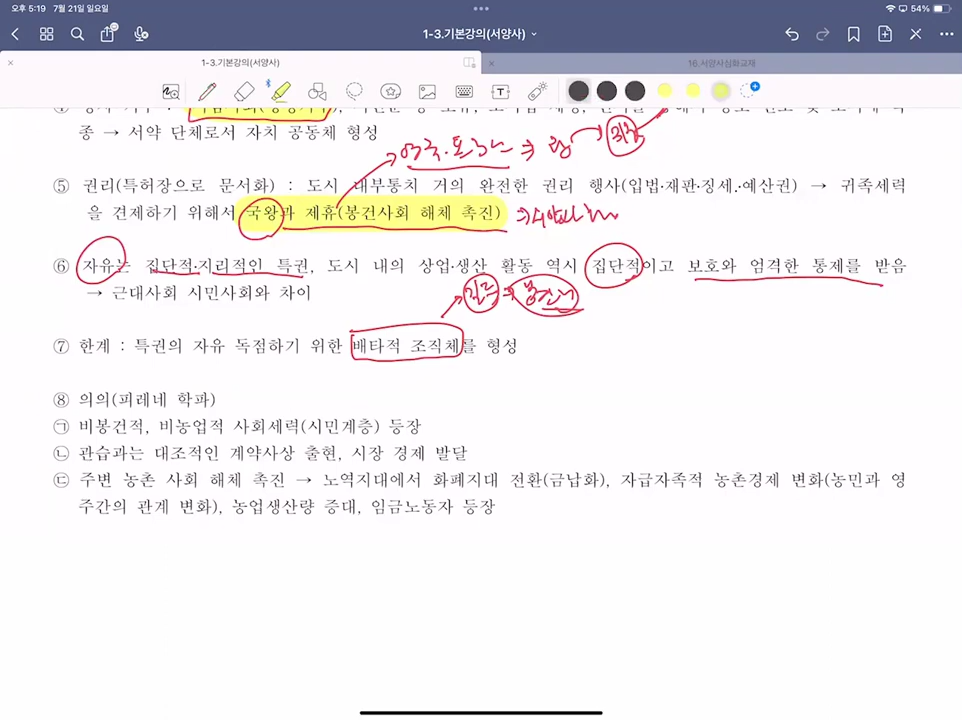 오후 5:19 7월 21일 일요일
54%
1-3.기본강의(서양사)
1-3.기본강의(서양사)
16.서양사심화교재
종 → 서약 단체로서 자치 공동체 형성
⑤ 권리(특허장으로 문서화) : 도시 내부통치 거의 완전한 권리 행사(입법·재판·징세·예산권) → 귀족세력
을 견제하기 위해서 국왕과 제휴(봉건사회 해체 촉진)
⑥ 자유는 집단적·지리적인 특권, 도시 내의 상업·생산 활동 역시 집단적이고 보호와 엄격한 통제를 받음
→ 근대사회 시민사회와 차이
길드 → 봉건성
⑦ 한계 : 특권의 자유 독점하기 위한 배타적 조직체를 형성
⑧ 의의(피레네 학파)
㉠ 비봉건적, 비농업적 사회세력(시민계층) 등장
㉡ 관습과는 대조적인 계약사상 출현, 시장 경제 발달
㉢ 주변 농촌 사회 해체 촉진 → 노역지대에서 화폐지대 전환(금납화), 자급자족적 농촌경제 변화(농민과 영
주간의 관계 변화), 농업생산량 증대, 임금노동자 등장